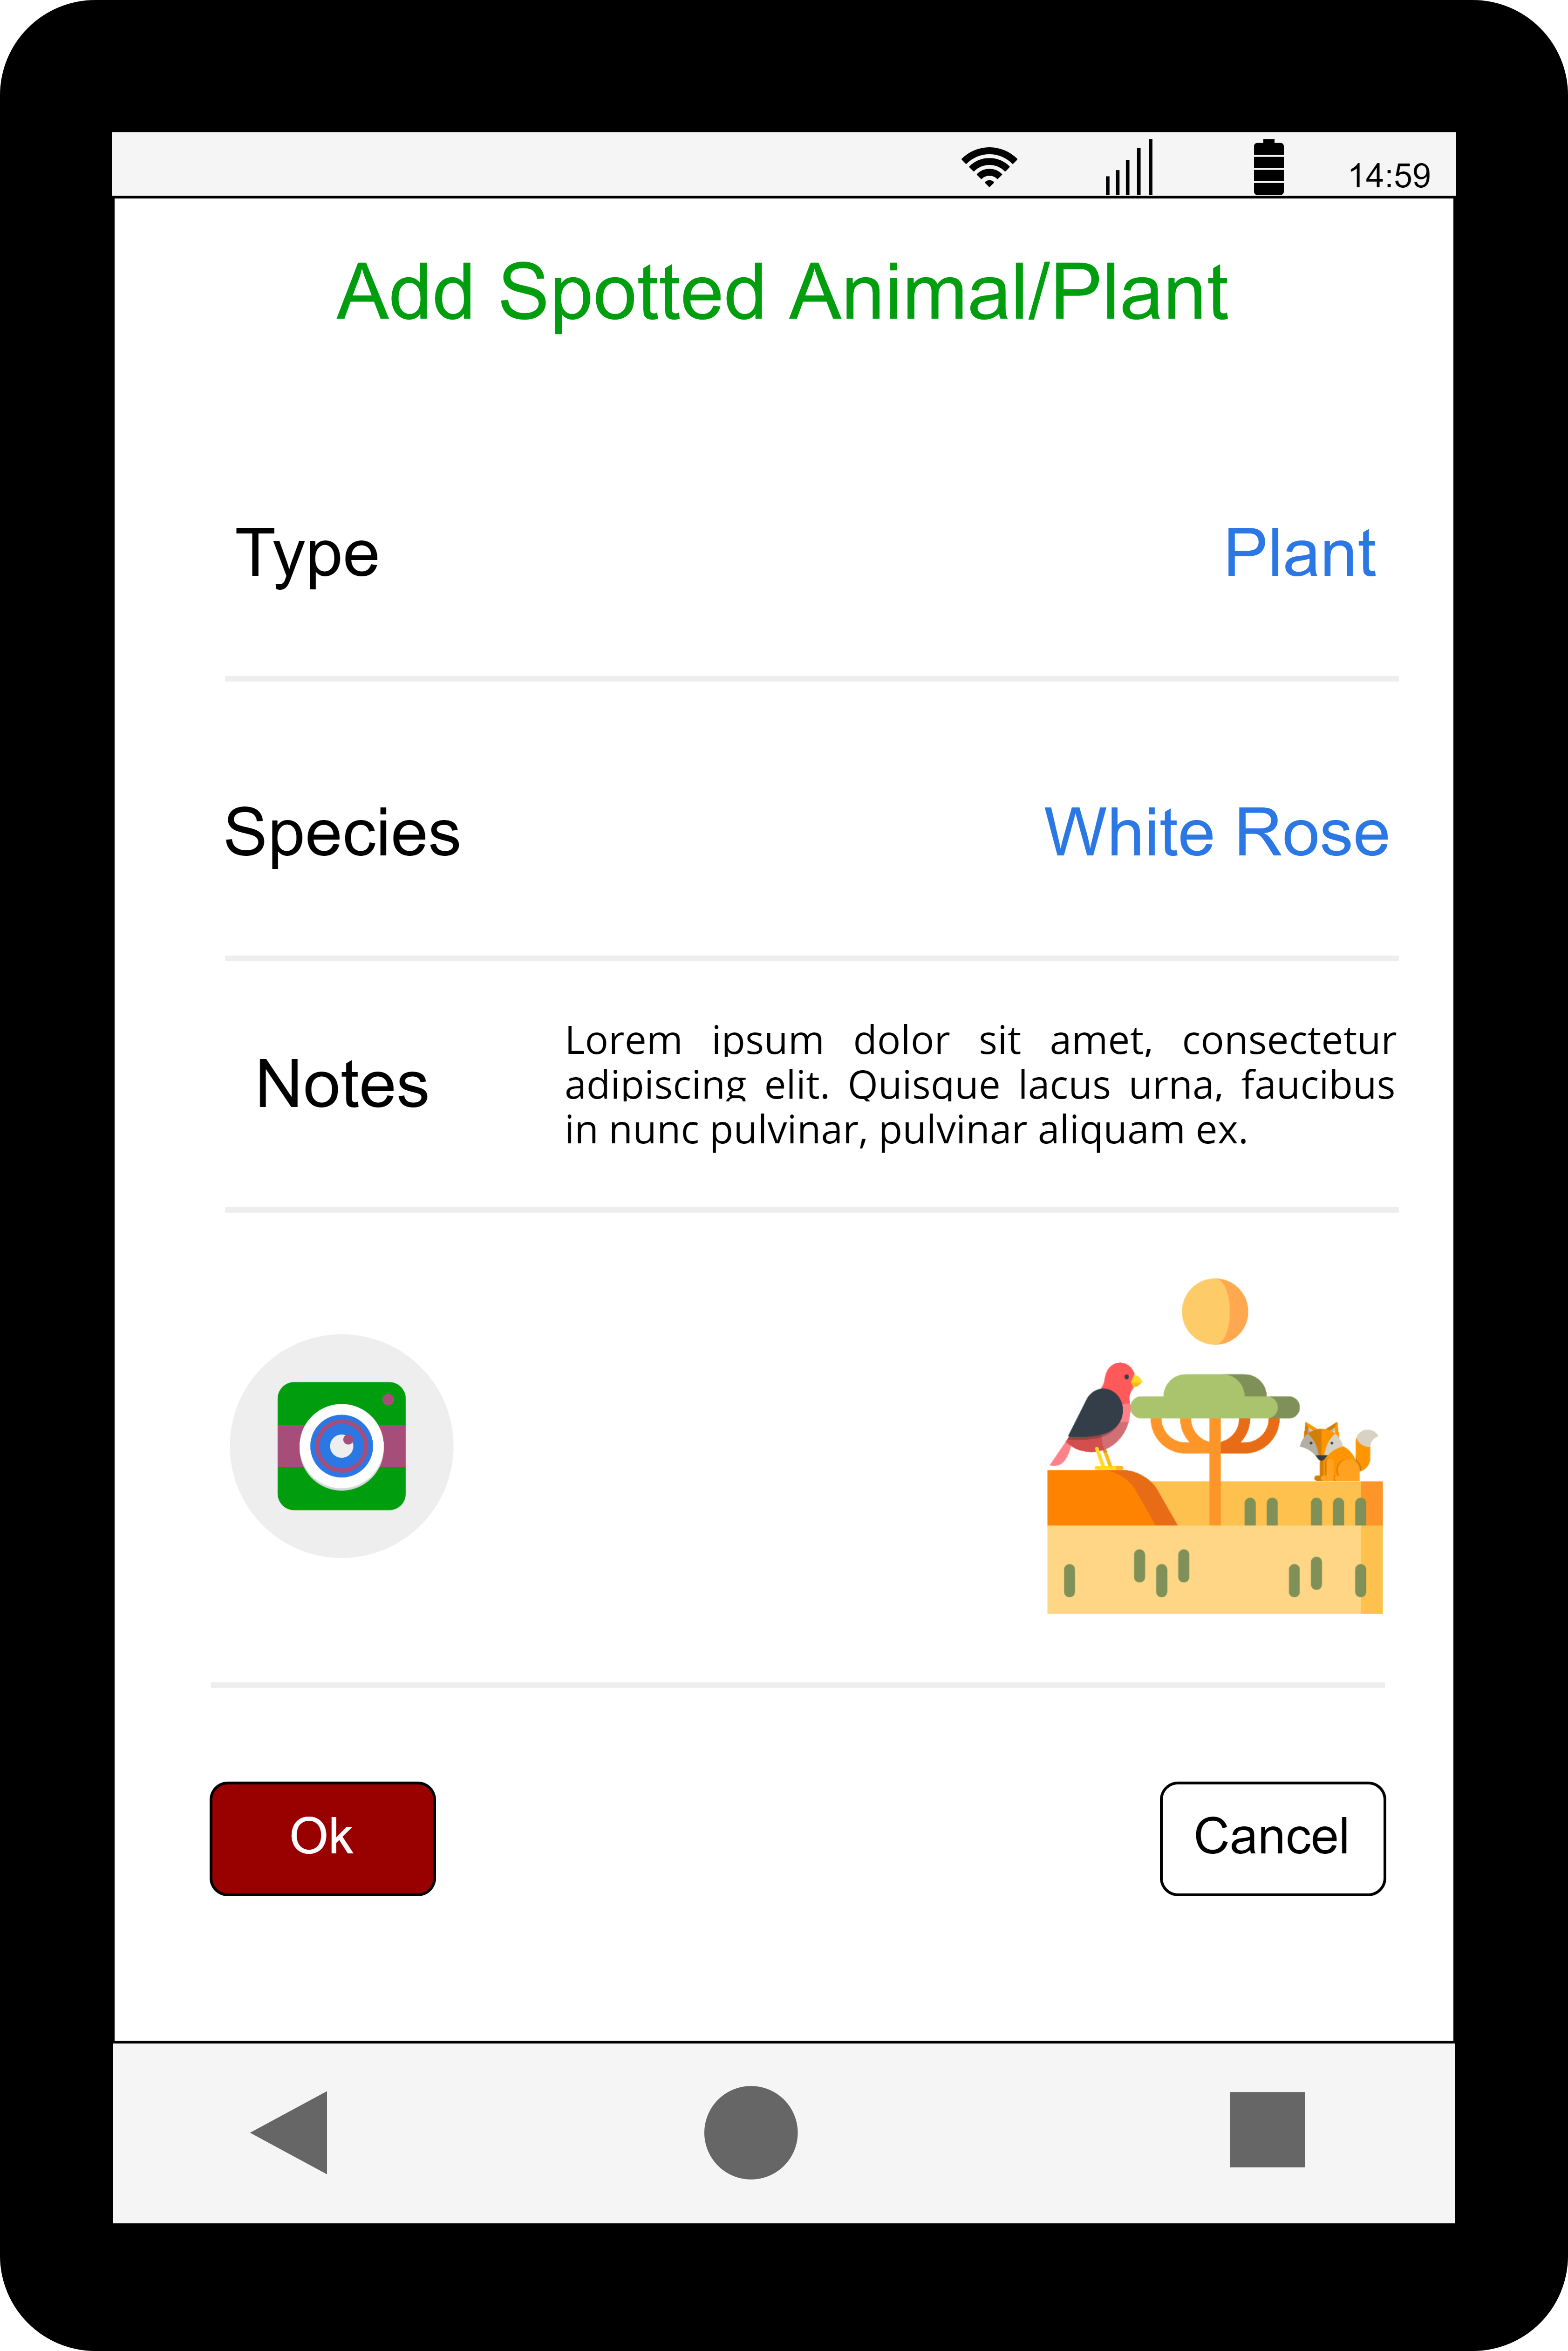 14:59
Add Spotted Animal/Plant
Type Plant
Species White Rose
Notes
Lorem ipsum dolor sit amet, consectetur
adipiscing elit. Quisque lacus urna, faucibus
in nunc pulvinar, pulvinar aliquam ex.
Ok Cancel